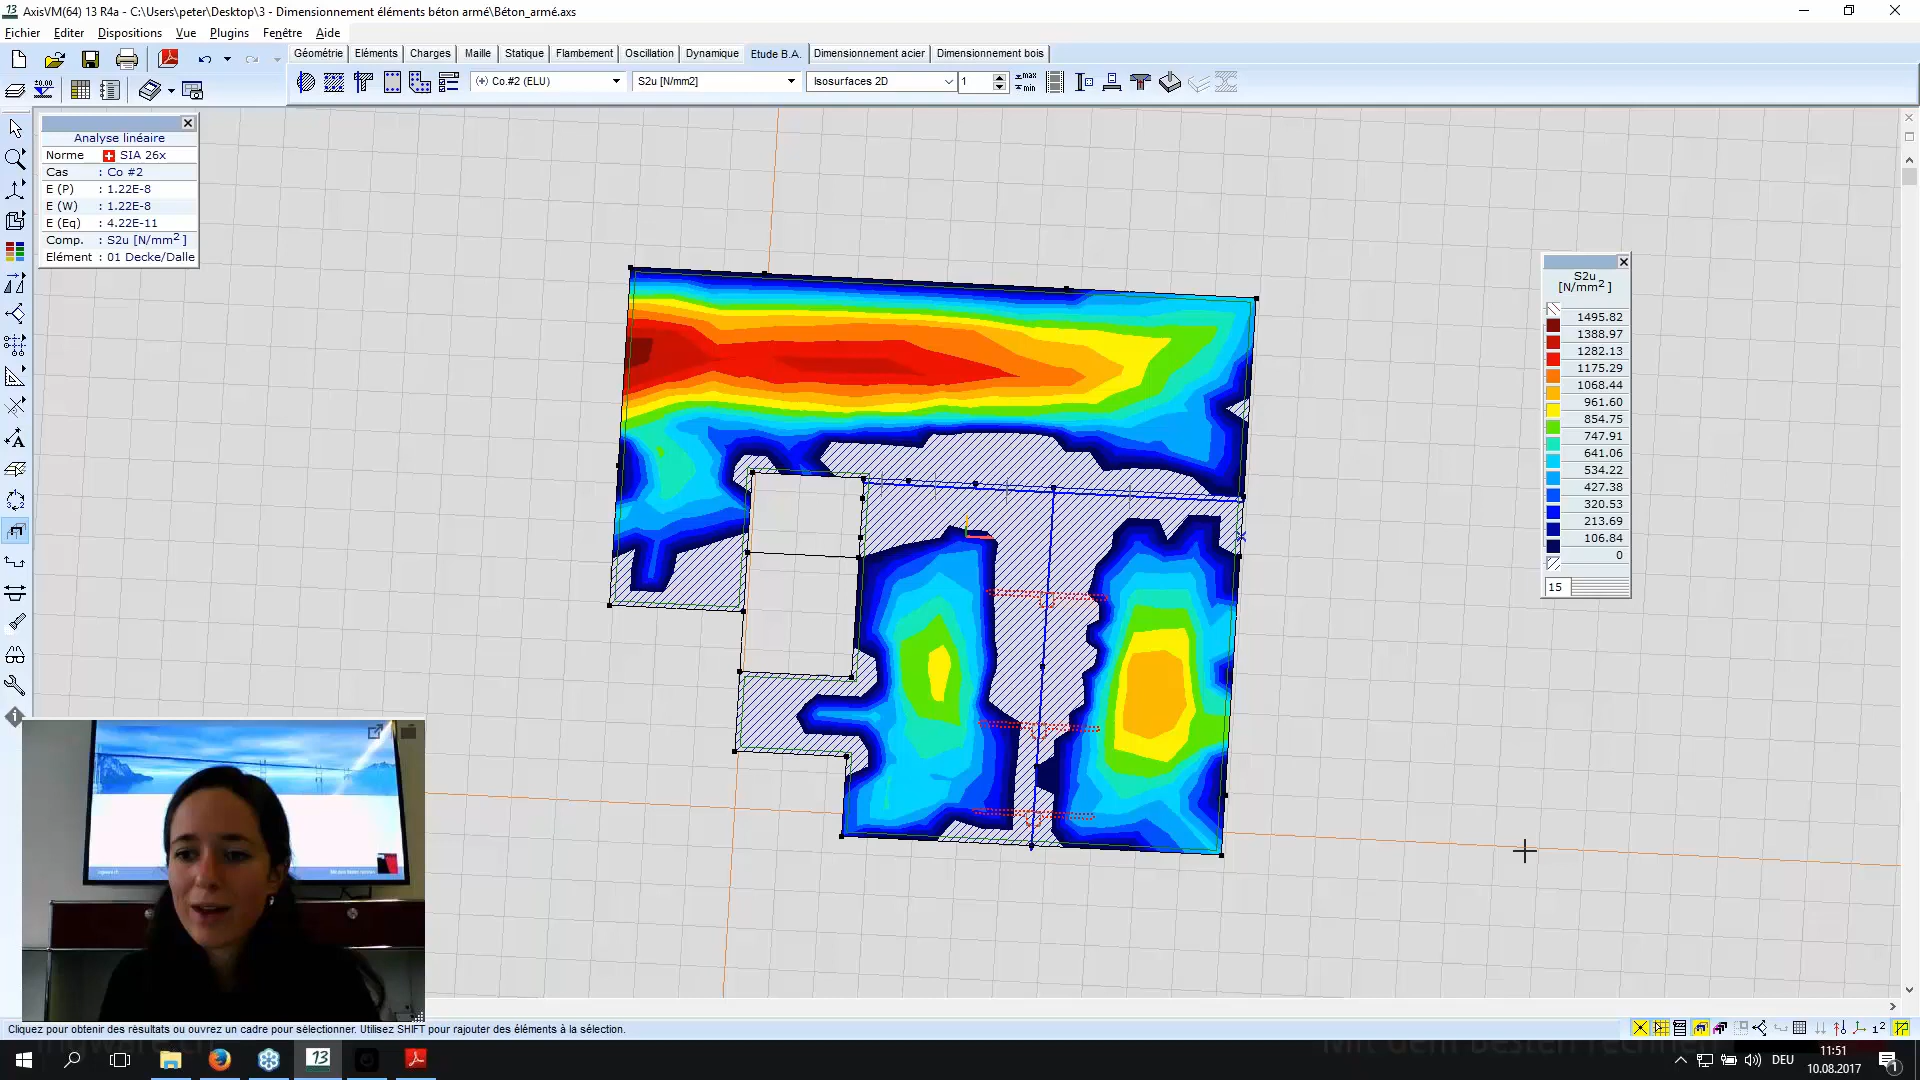 AxisVM(64) 13 R4a - C:\Users\peter\Desktop\3 - Dimensionnement éléments béton armé\Béton_armé.axs
Fichier Editer Dispositions Vue Plugins Fenêtre Aide
Géométrie Eléments Charges Maille Statique Flambement Oscillation Dynamique Etude B.A. Dimensionnement acier Dimensionnement bois
(+) Co.#2 (ELU) S2u [N/mm2] Isosurfaces 2D 1 max min
Analyse linéaire
Norme SIA 26x
Cas : Co #2
E (P) : 1.22E-8
E (W) : 1.22E-8
E (Eq) : 4.22E-11
Comp. : S2u [N/mm2 ]
Elément : 01 Decke/Dalle
S2u
[N/mm2 ]
1495.82
1388.97
1282.13
1175.29
1068.44
961.60
854.75
747.91
641.06
534.22
427.38
320.53
213.69
106.84
0
15
Cliquez pour obtenir des résultats ou ouvrez un cadre pour sélectionner. Utilisez SHIFT pour rajouter des éléments à la sélection.
13
DEU
11:51
10.08.2017
1